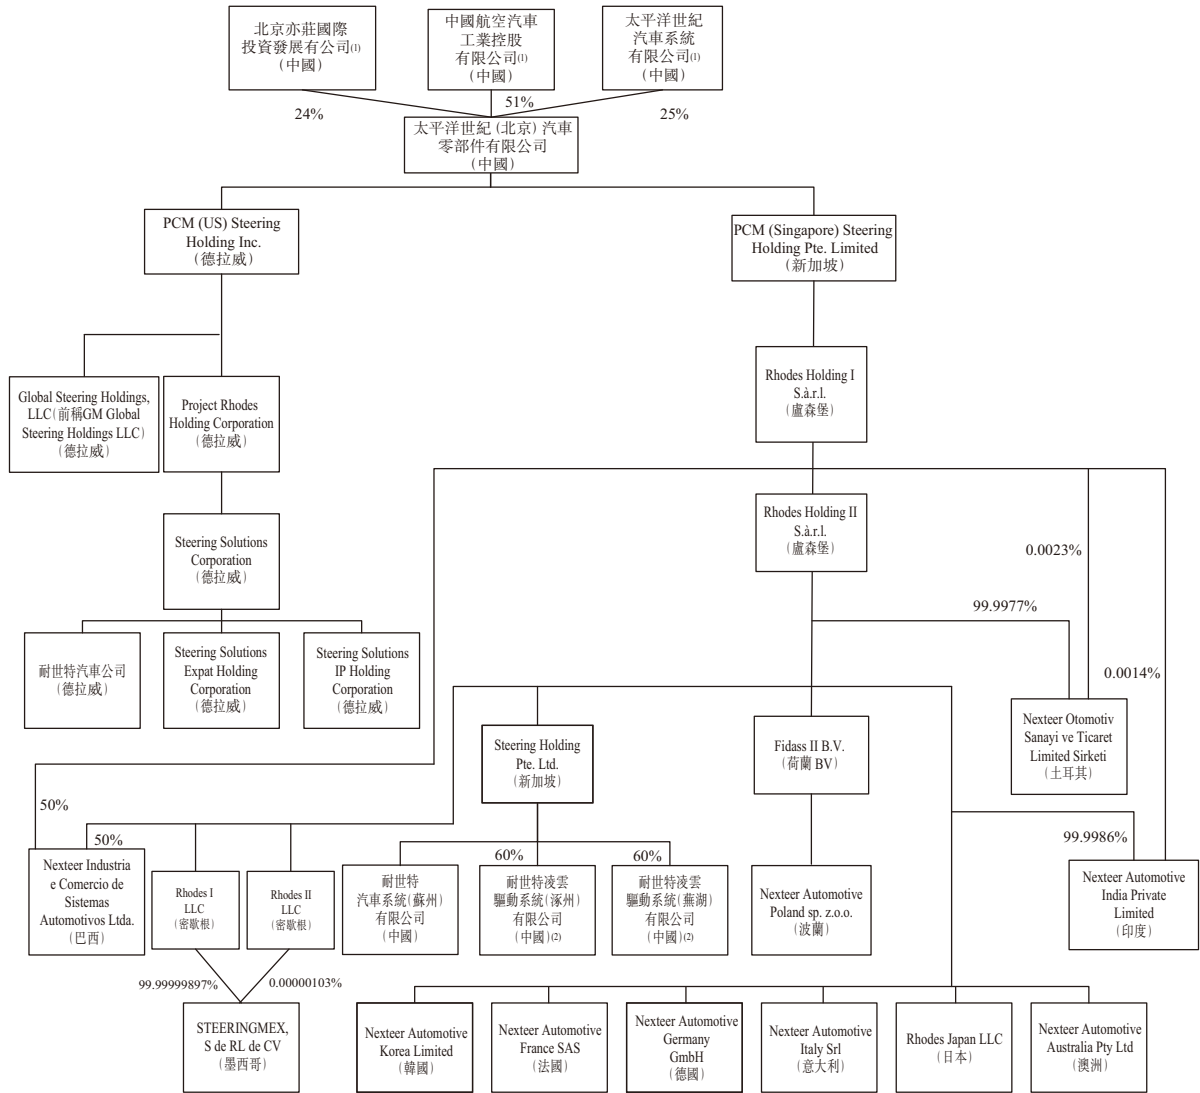 北京亦莊國際
投資發展有公司(1)
(中國)
中國航空汽車
工業控股
有限公司(1)
(中國)
太平洋世紀
汽車系統
有限公司(1)
(中國)
24%
51%
25%
太平洋世紀(北京)汽車
零部件有限公司
(中國)
PCM (US) Steering
Holding Inc.
(德拉威)
PCM (Singapore) Steering
Holding Pte. Limited
(新加坡)
Global Steering Holdings,
LLC(前稱GM Global
Steering Holdings LLC)
(德拉威)
Project Rhodes
Holding Corporation
(德拉威)
Rhodes Holding I
S.à.r.l.
(盧森堡)
Steering Solutions
Corporation
(德拉威)
Rhodes Holding II
S.à.r.l.
(盧森堡)
0.0023%
99.9977%
耐世特汽車公司
(德拉威)
Steering Solutions
Expat Holding
Corporation
(德拉威)
Steering Solutions
IP Holding
Corporation
(德拉威)
0.0014%
Steering Holding
Pte. Ltd.
(新加坡)
Fidass II B.V.
(荷蘭BV)
Nexteer Otomotiv
Sanayi ve Ticaret
Limited Sirketi
(土耳其)
50%
50%
60%
60%
99.9986%
Nexteer Industria
e Comercio de
Sistemas
Automotivos Ltda.
(巴西)
Rhodes I
LLC
(密歇根)
Rhodes II
LLC
(密歇根)
耐世特
汽車系統(蘇州)
有限公司
(中國)
耐世特凌雲
驅動系統(涿州)
有限公司
(中國)(2)
耐世特凌雲
驅動系統(蕪湖)
有限公司
(中國)(2)
Nexteer Automotive
Poland sp. z.o.o.
(波蘭)
Nexteer Automotive
India Private
Limited
(印度)
99.99999897%
0.00000103%
STEERINGMEX,
S de RL de CV
(墨西哥)
Nexteer Automotive
Korea Limited
(韓國)
Nexteer Automotive
France SAS
(法國)
Nexteer Automotive
Germany
GmbH
(德國)
Nexteer Automotive
Italy Srl
(意大利)
Rhodes Japan LLC
(日本)
Nexteer Automotive
Australia Pty Ltd
(澳洲)